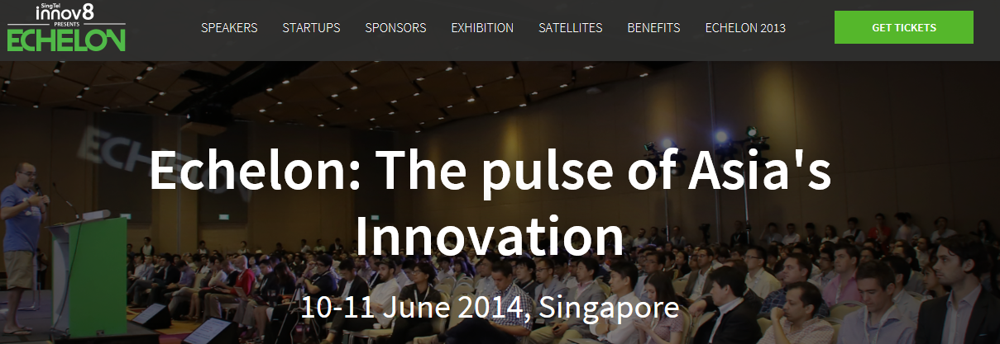 SingTel
innov8
PRESENTS
ECHELON
SPEAKERS STARTUPS SPONSORS EXHIBITION SATELLITES BENEFITS ECHELON 2013 GET TICKETS
ECHELON
Echelon: The pulse of Asia's
Innovation
10-11 June 2014, Singapore